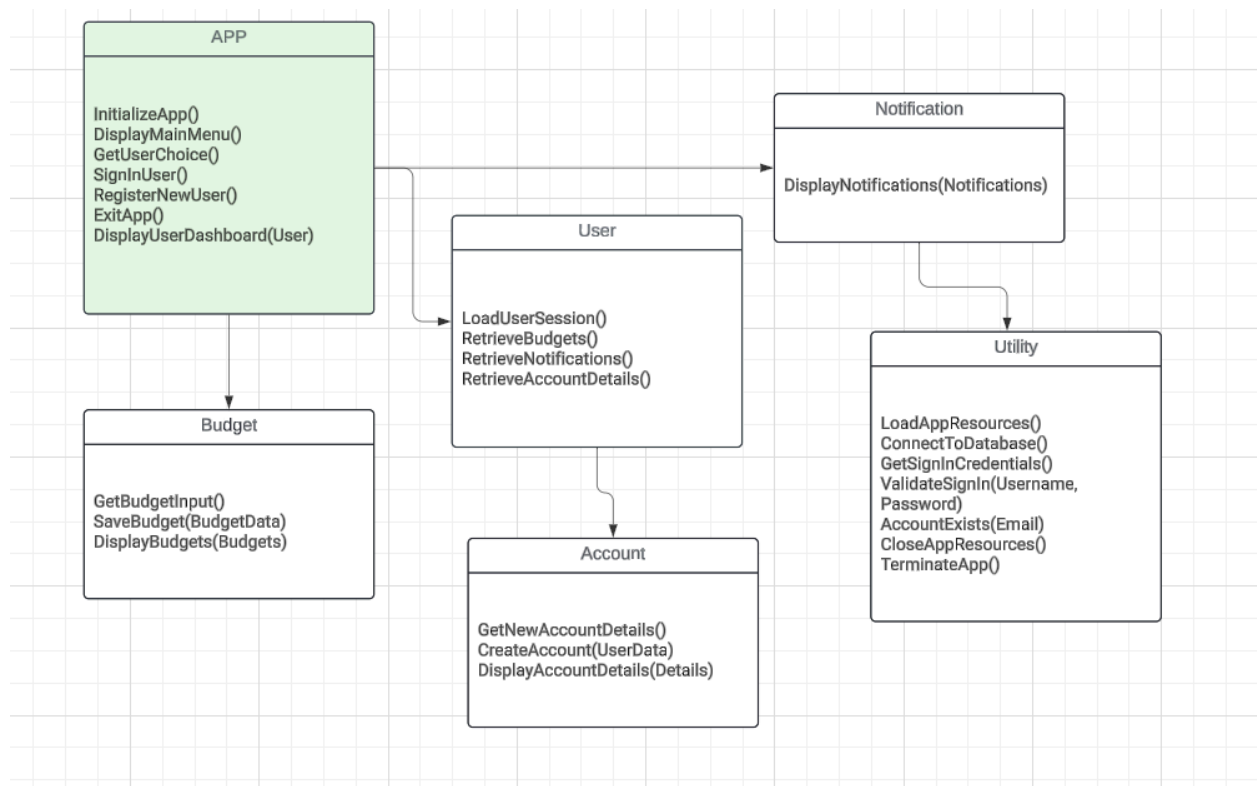 APP
InitializeApp()
DisplayMainMenu()
GetUserChoice()
SignInUser()
RegisterNewUser()
ExitApp()
DisplayUserDashboard(User)
Notification
DisplayNotifications(Notifications)
User
LoadUserSession()
RetrieveBudgets()
RetrieveNotifications()
RetrieveAccountDetails()
Utility
LoadAppResources()
ConnectToDatabase()
GetSignInCredentials()
ValidateSignIn(Username,
Password)
AccountExists(Email)
CloseAppResources()
TerminateApp()
Budget
GetBudgetInput()
SaveBudget(BudgetData)
DisplayBudgets(Budgets)
Account
GetNewAccountDetails()
CreateAccount(UserData)
DisplayAccountDetails(Details)